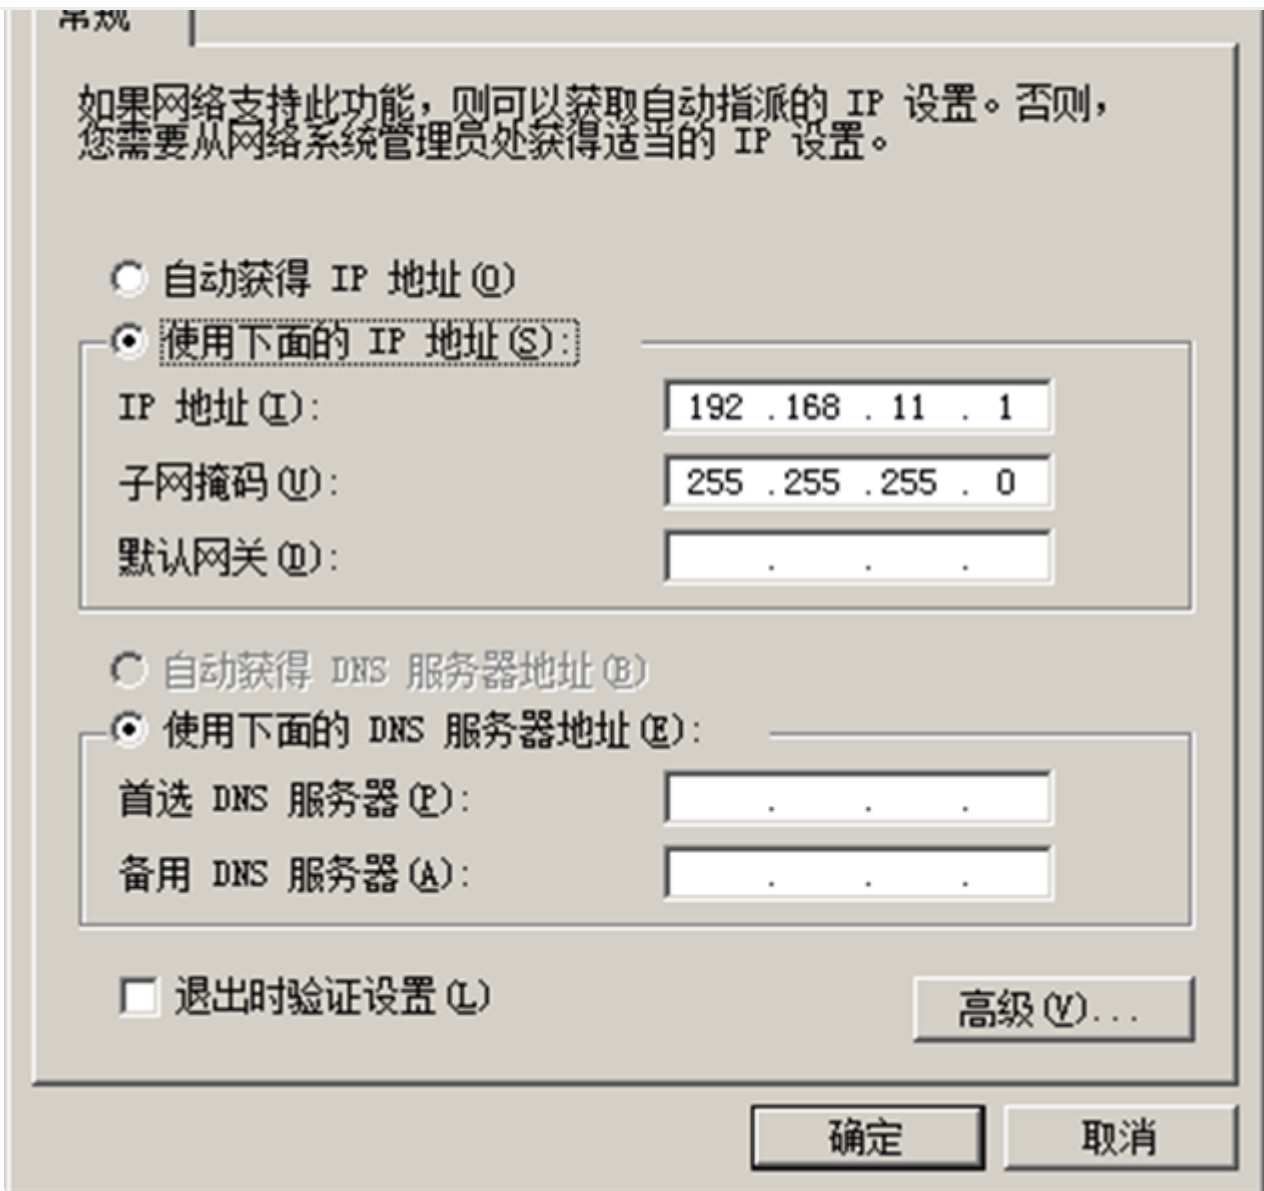 常规
如果网络支持此功能，则可以获取自动指派的 IP 设置。否则，
您需要从网络系统管理员处获得适当的 IP 设置。
自动获得 IP 地址(O)
使用下面的 IP 地址(S):
IP 地址(I): 192 .168 . 11 . 1
子网掩码(U): 255 .255 .255 . 0
默认网关(D): . . .
自动获得 DNS 服务器地址(B)
使用下面的 DNS 服务器地址(E):
首选 DNS 服务器(P): . . .
备用 DNS 服务器(A): . . .
退出时验证设置(L)
高级(V)...
确定 取消